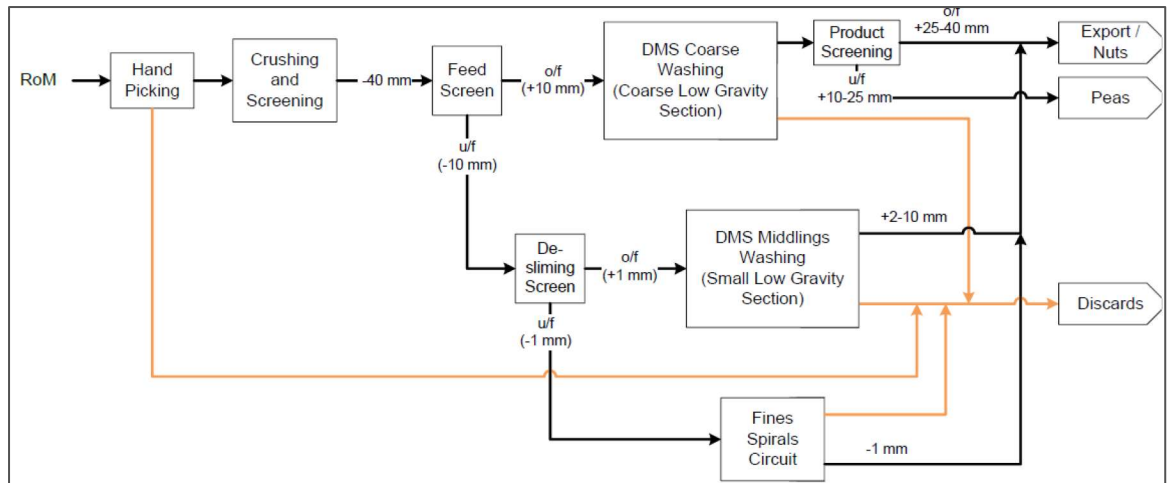 RoM
Hand
Picking
Crushing
and
Screening
-40 mm
Feed
Screen
o/f
(+10 mm)
u/f
(-10 mm)
DMS Coarse
Washing
(Coarse Low Gravity
Section)
Product
Screening
o/f
+25-40 mm
u/f
+10-25 mm
Export /
Nuts
Peas
De-
sliming
Screen
o/f
(+1 mm)
u/f
(-1 mm)
DMS Middlings
Washing
(Small Low Gravity
Section)
+2-10 mm
Discards
Fines
Spirals
Circuit
-1 mm